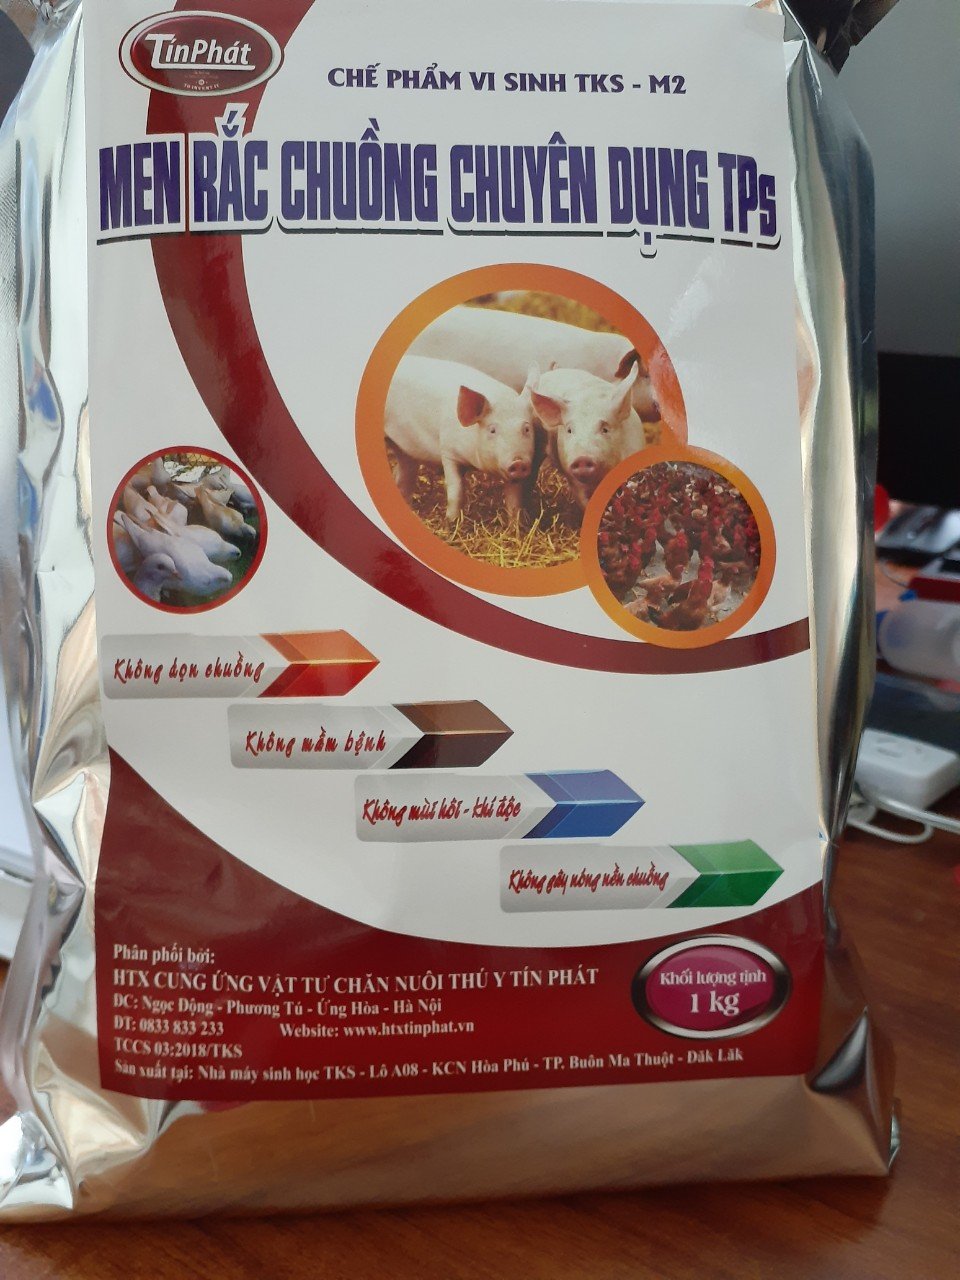 TínPhát
CHẾ PHẨM VI SINH TKS - M2
MEN RẮC CHUỒNG CHUYÊN DỤNG TPs
Không dọn chuồng
Không mầm bệnh
Không mùi hôi - khí độc
Không gây nóng nền chuồng
Phân phối bởi:
HTX CUNG ỨNG VẬT TƯ CHĂN NUÔI THÚ Y TÍN PHÁT
ĐC: Ngọc Động - Phương Tú - Ứng Hòa - Hà Nội
ĐT: 0833 833 233 Website: www.htxtinphat.vn
TCCS 03:2018/TKS
Sản xuất tại: Nhà máy sinh học TKS - Lô A08 - KCN Hòa Phú - TP. Buôn Ma Thuột - Đăk Lăk
Khối lượng tịnh
1 kg